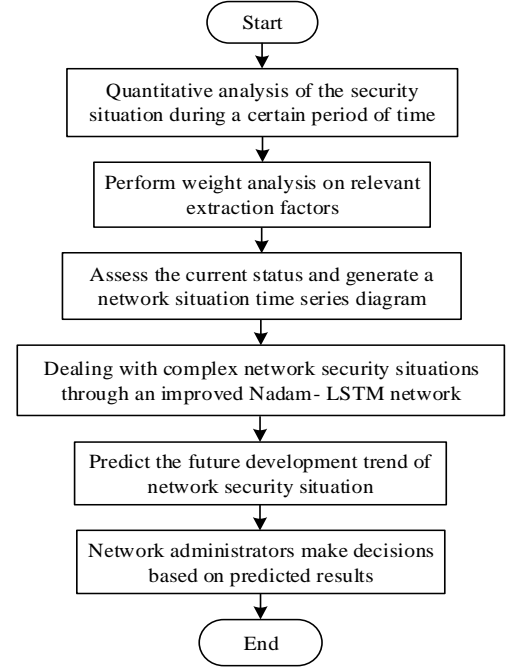 Start
Quantitative analysis of the security
situation during a certain period of time
Perform weight analysis on relevant
extraction factors
Assess the current status and generate a
network situation time series diagram
Dealing with complex network security situations
through an improved Nadam- LSTM network
Predict the future development trend of
network security situation
Network administrators make decisions
based on predicted results
End